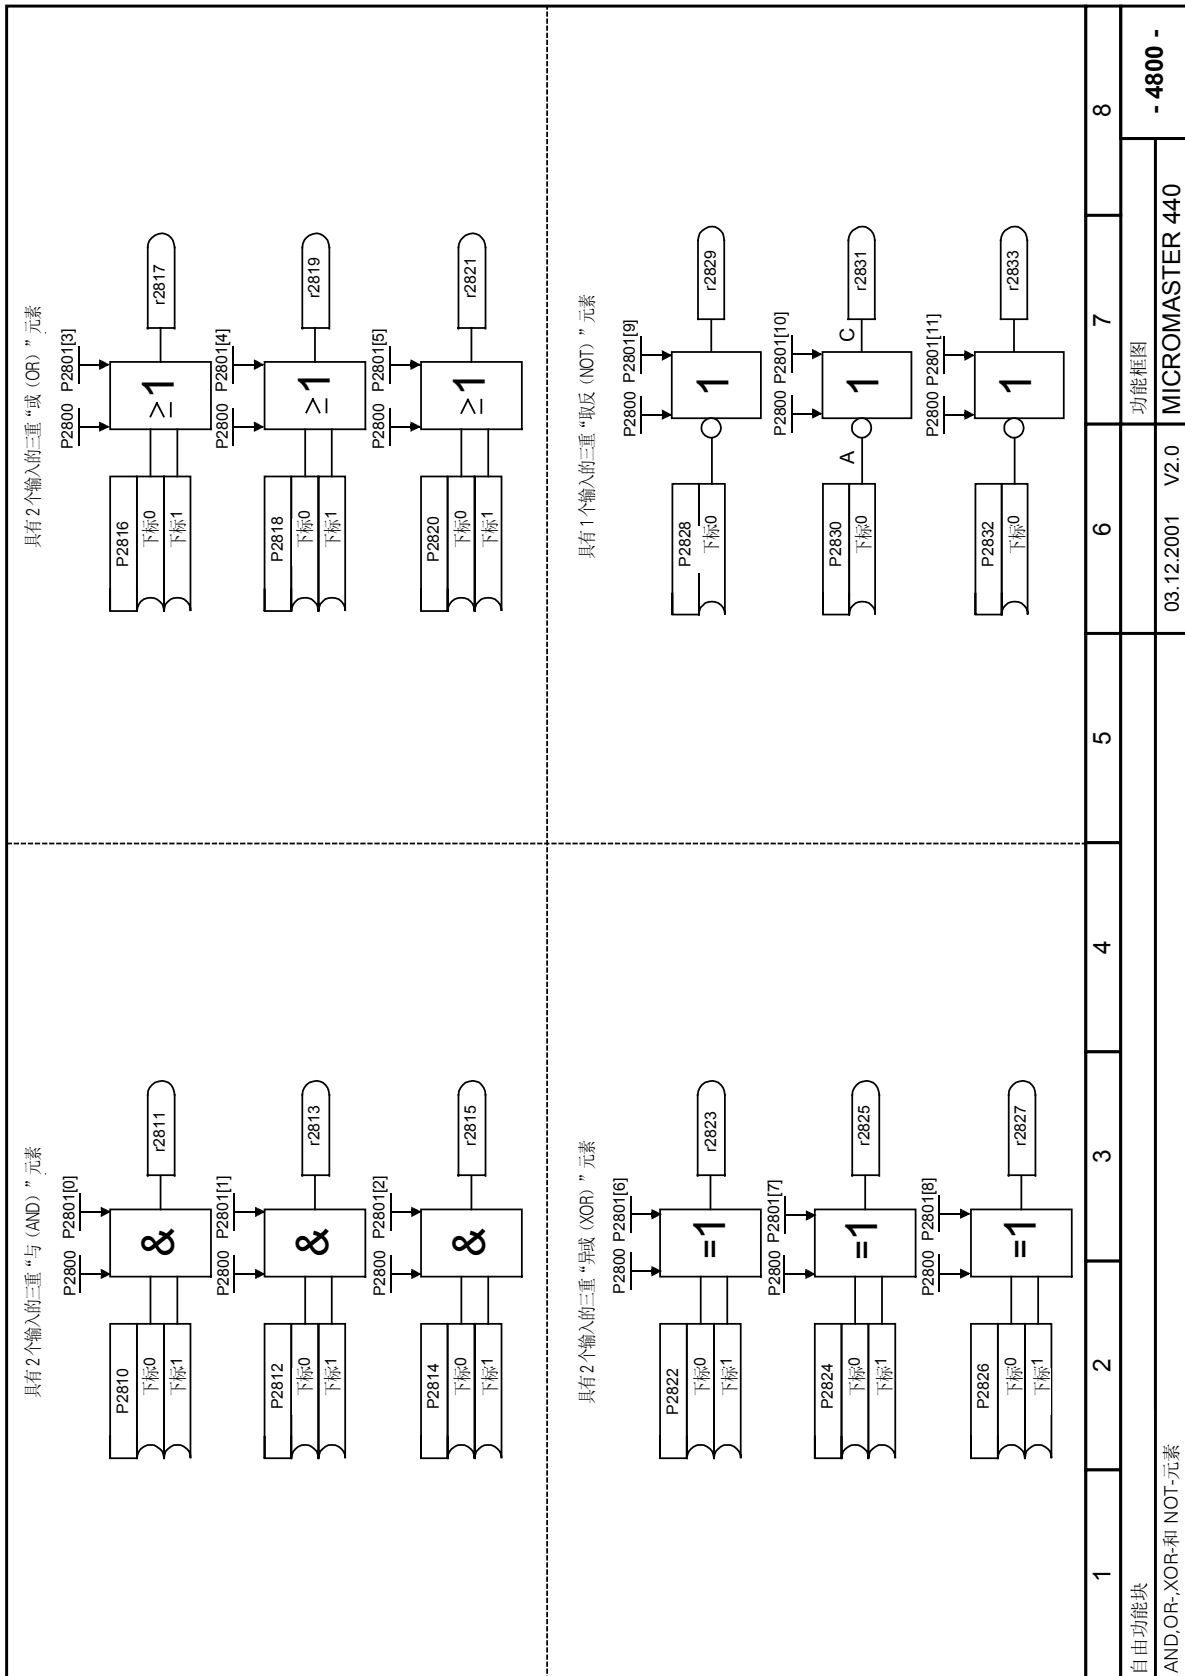 具有2个输入的三重“与（AND）”元素
P2800 P2801[0]
P2810
下标0
下标1
&
r2811
P2800 P2801[1]
P2812
下标0
下标1
&
r2813
P2800 P2801[2]
P2814
下标0
下标1
&
r2815
具有2个输入的三重“或（OR）”元素
P2800 P2801[3]
P2816
下标0
下标1
≥1
r2817
P2800 P2801[4]
P2818
下标0
下标1
≥1
r2819
P2800 P2801[5]
P2820
下标0
下标1
≥1
r2821
具有2个输入的三重“异或（XOR）”元素
P2800 P2801[6]
P2822
下标0
下标1
=1
r2823
P2800 P2801[7]
P2824
下标0
下标1
=1
r2825
P2800 P2801[8]
P2826
下标0
下标1
=1
r2827
具有1个输入的三重“取反（NOT）”元素
P2800 P2801[9]
P2828
下标0
1
r2829
P2800 P2801[10]
P2830
下标0
A
1
C
r2831
P2800 P2801[11]
P2832
下标0
1
r2833
1 2 3 4 5 6 7 8
自由功能块
功能框图
- 4800 -
AND,OR-,XOR-和 NOT-元素
03.12.2001 V2.0
MICROMASTER 440